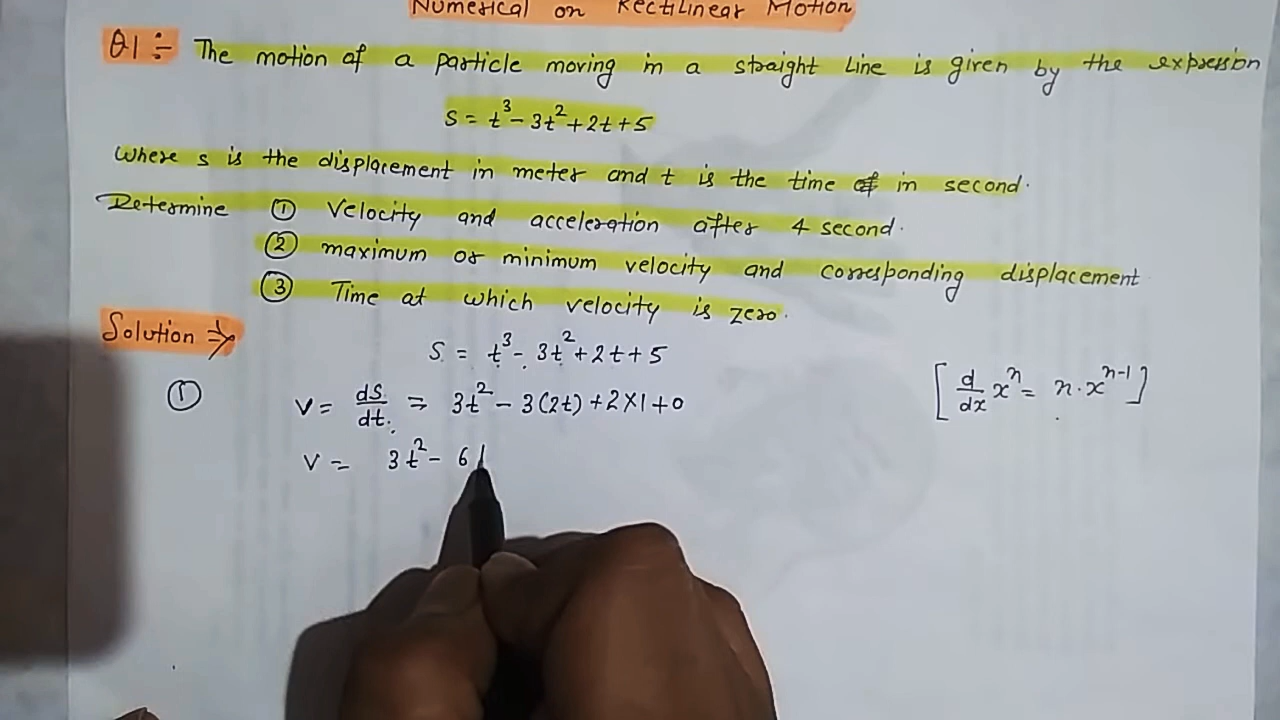 Numerical on Rectilinear Motion
Q1 :- The motion of a particle moving in a straight Line is given by the expression
S = t³ - 3t² + 2t + 5
where s is the displacement in meter and t is the time in second.
Determine ① Velocity and acceleration after 4 second.
② maximum or minimum velocity and corresponding displacement
③ Time at which velocity is zero.
Solution ⇒
S = t³ - 3t² + 2t + 5
① V = dS/dt ⇒ 3t² - 3(2t) + 2×1 + 0
[d/dx xⁿ = n·xⁿ⁻¹]
V = 3t² - 6